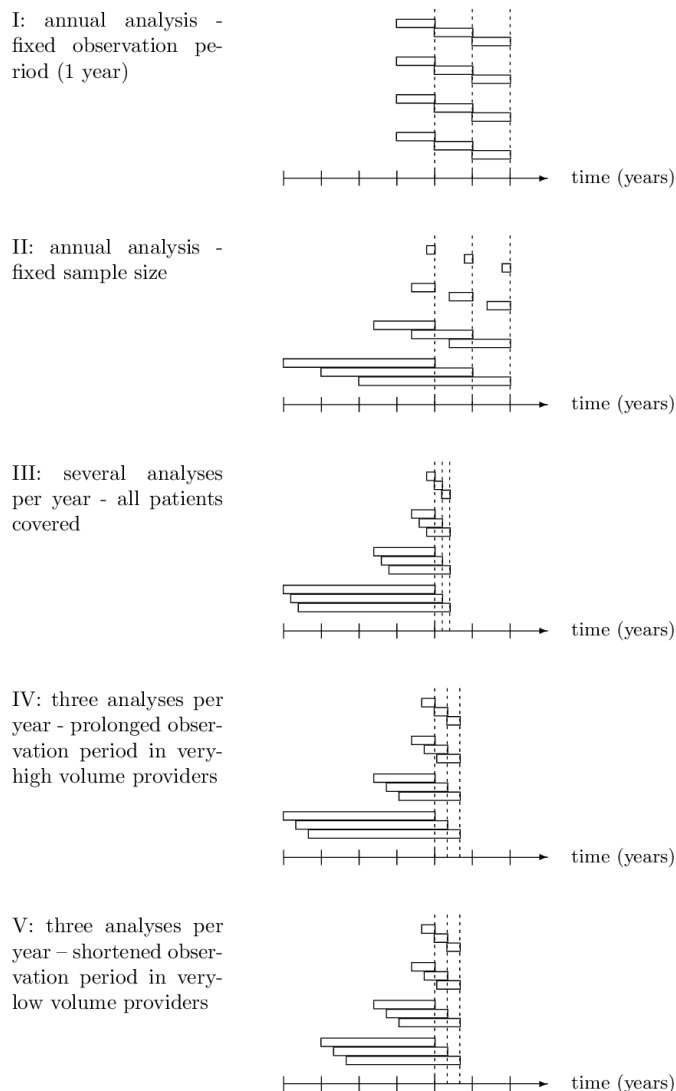 I: annual analysis -
fixed observation pe-
riod (1 year)
time (years)
II: annual analysis -
fixed sample size
time (years)
III: several analyses
per year - all patients
covered
time (years)
IV: three analyses per
year - prolonged obser-
vation period in very-
high volume providers
time (years)
V: three analyses per
year – shortened obser-
vation period in very-
low volume providers
time (years)